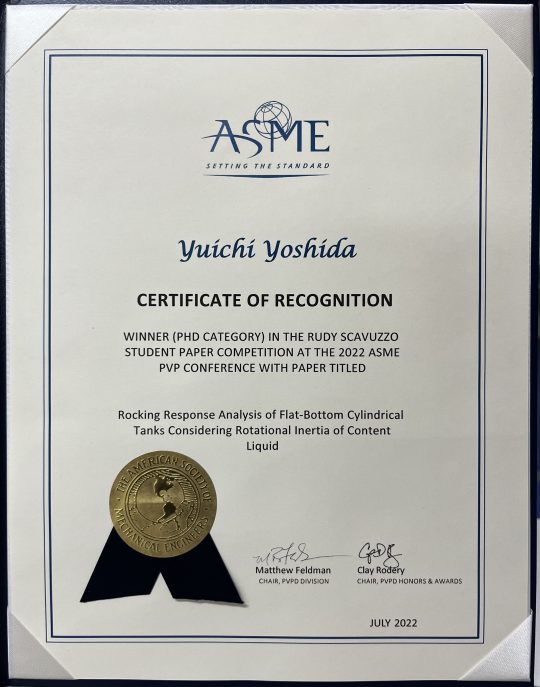 ASME
SETTING THE STANDARD
Yuichi Yoshida
CERTIFICATE OF RECOGNITION
WINNER (PHD CATEGORY) IN THE RUDY SCAVUZZO
STUDENT PAPER COMPETITION AT THE 2022 ASME
PVP CONFERENCE WITH PAPER TITLED
Rocking Response Analysis of Flat-Bottom Cylindrical
Tanks Considering Rotational Inertia of Content
Liquid
THE AMERICAN SOCIETY OF
MECHANICAL ENGINEERS
Matthew Feldman
CHAIR, PVPD DIVISION
Clay Rodery
CHAIR, PVPD HONORS & AWARDS
JULY 2022